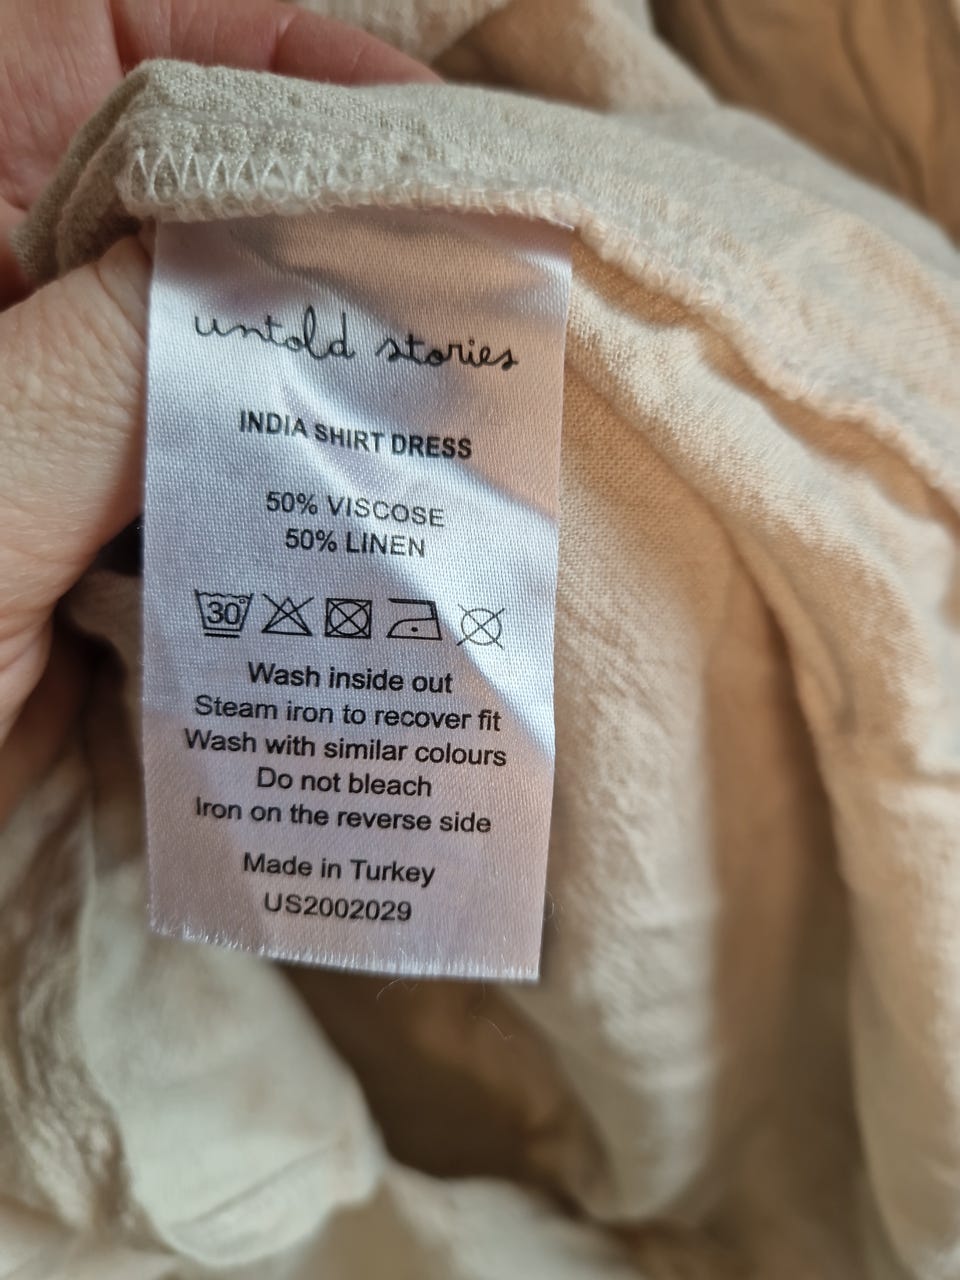 untold stories
INDIA SHIRT DRESS
50% VISCOSE
50% LINEN
30°
Wash inside out
Steam iron to recover fit
Wash with similar colours
Do not bleach
Iron on the reverse side
Made in Turkey
US2002029